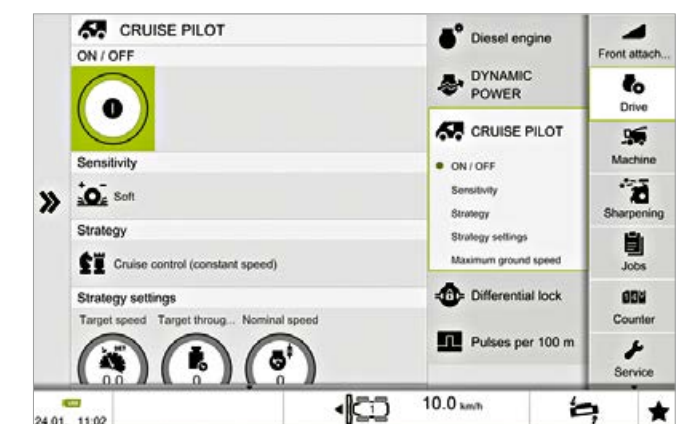 CRUISE PILOT
ON / OFF
Sensitivity
Soft
Strategy
Cruise control (constant speed)
Strategy settings
Target speed Target throug... Nominal speed
SET
0.0 0 0
Diesel engine
DYNAMIC
POWER
CRUISE PILOT
ON / OFF
Sensitivity
Strategy
Strategy settings
Maximum ground speed
Differential lock
Pulses per 100 m
Front attach...
Drive
Machine
Sharpening
Jobs
Counter
Service
24.01. 11:02
1
10.0 km/h